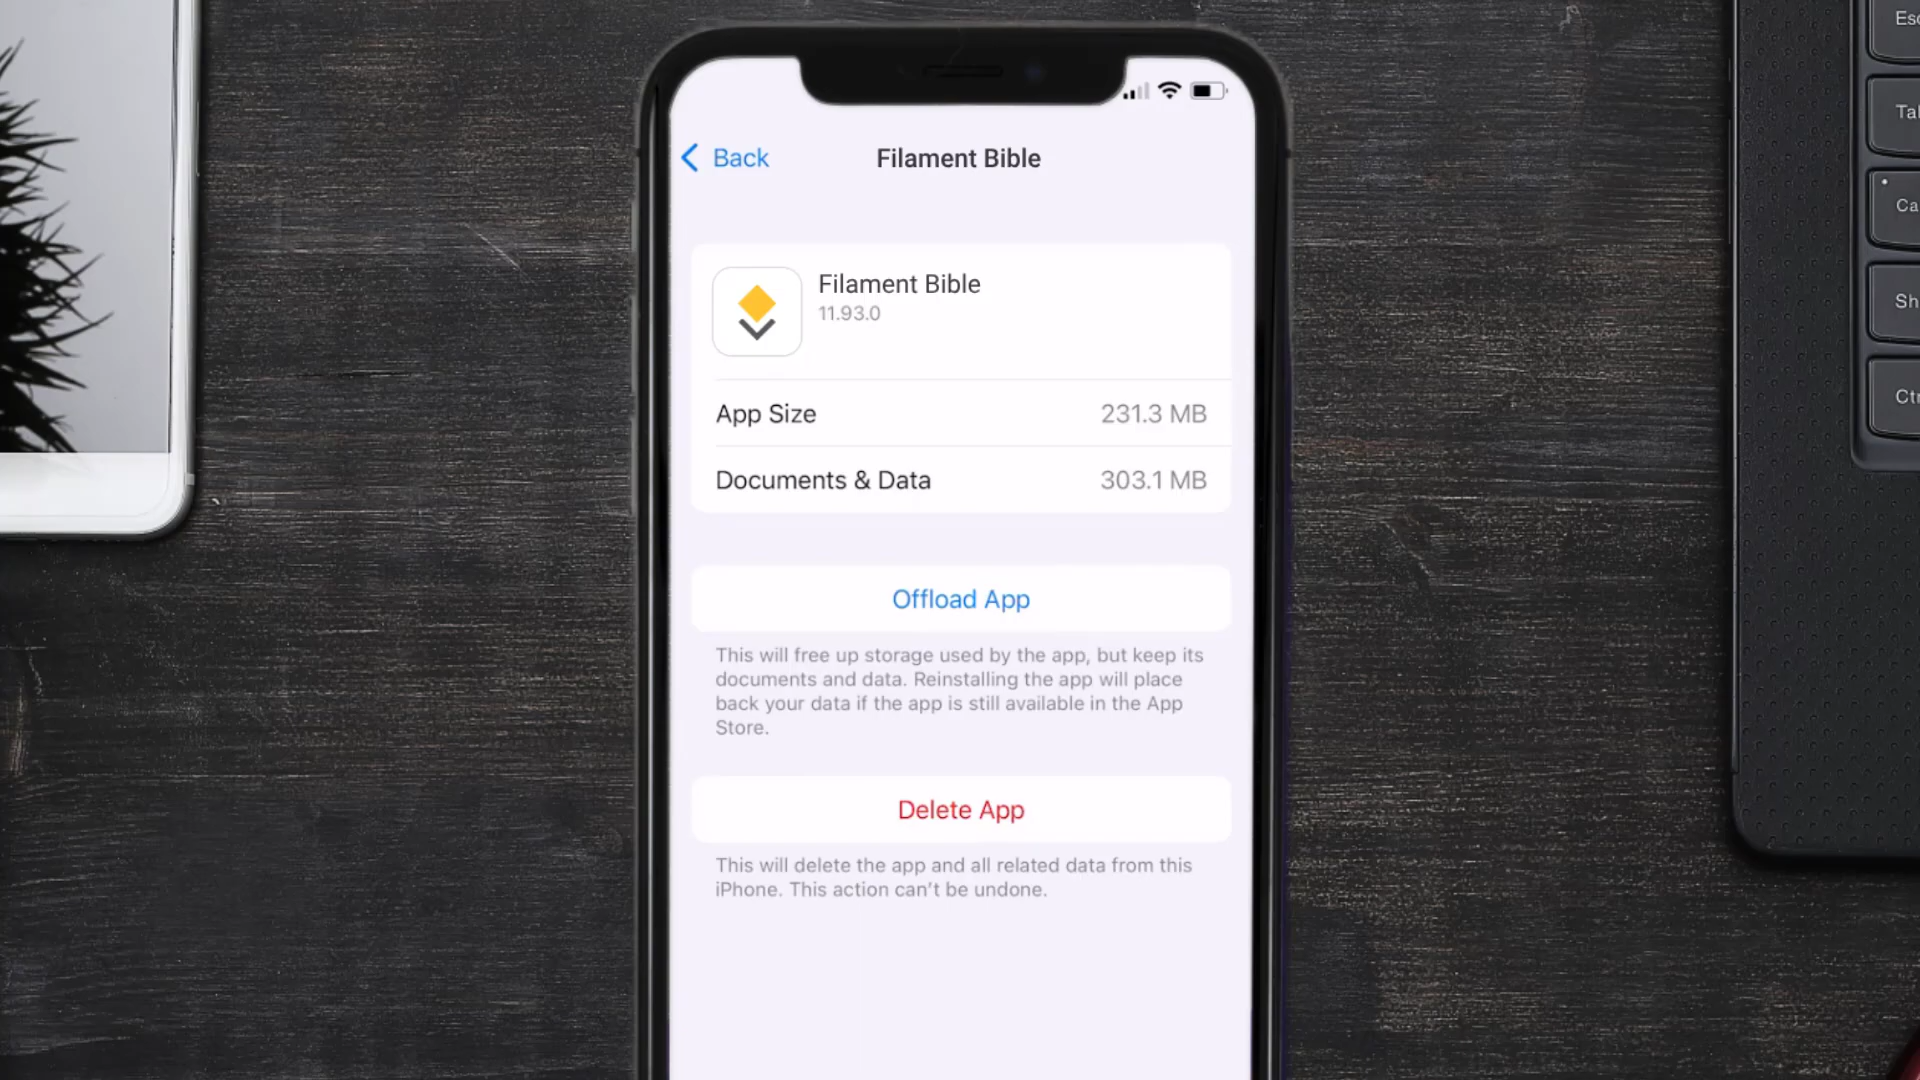 Back
Filament Bible
Filament Bible
11.93.0
App Size
231.3 MB
Documents & Data
303.1 MB
Offload App
This will free up storage used by the app, but keep its
documents and data. Reinstalling the app will place
back your data if the app is still available in the App
Store.
Delete App
This will delete the app and all related data from this
iPhone. This action can’t be undone.
Esc
Ta
Ca
Sh
Ctr